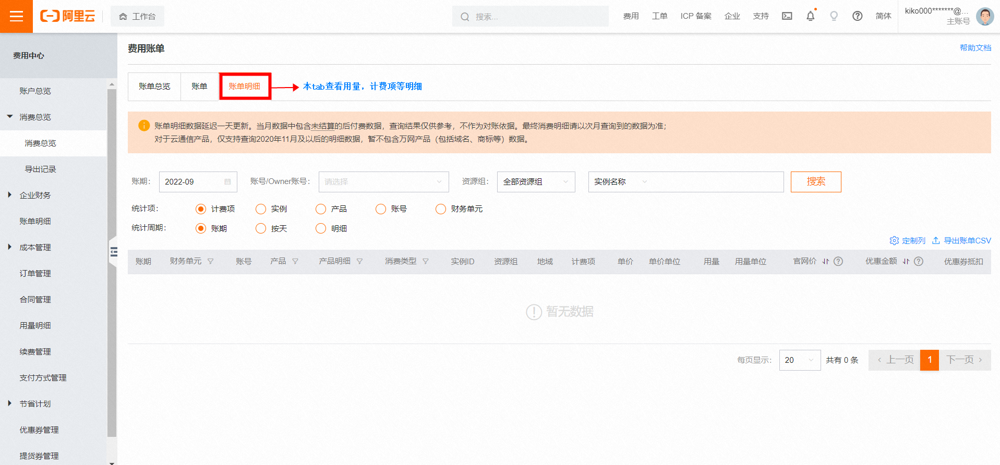 阿里云
工作台
搜索...
费用
工单
ICP 备案
企业
支持
简体
kiko000*******@...
主账号
费用中心
账户总览
消费总览
消费总览
导出记录
企业财务
账单明细
成本管理
订单管理
合同管理
用量明细
续费管理
支付方式管理
节省计划
优惠券管理
提货券管理
费用账单
帮助文档
账单总览
账单
账单明细
本tab查看用量，计费项等明细
账单明细数据延迟一天更新。当月数据中包含未结算的后付费数据，查询结果仅供参考，不作为对账依据。最终消费明细请以次月查询到的数据为准；
对于云通信产品，仅支持查询2020年11月及以后的明细数据，暂不包含万网产品（包括域名、商标等）数据。
账期：
2022-09
账号/Owner账号：
请选择
资源组：
全部资源组
实例名称
搜索
统计项：
计费项
实例
产品
账号
财务单元
统计周期：
账期
按天
明细
定制列
导出账单CSV
账期
财务单元
账号
产品
产品明细
消费类型
实例ID
资源组
地域
计费项
单价
单价单位
用量
用量单位
官网价
优惠金额
优惠券抵扣
暂无数据
每页显示：
20
共有 0 条
上一页
1
下一页